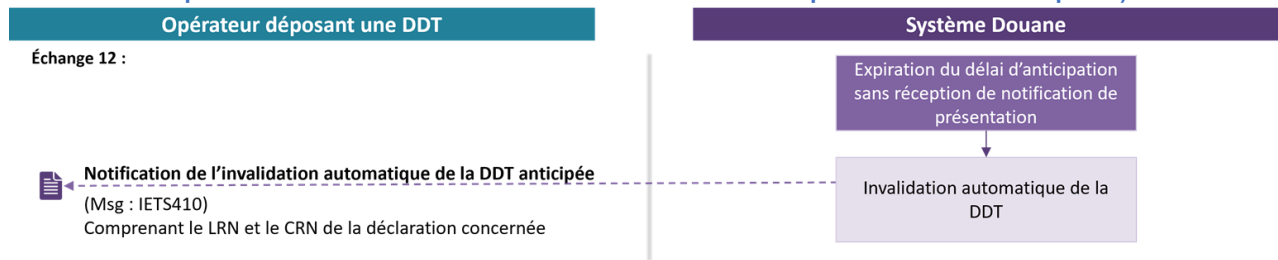 Opérateur déposant une DDT
Système Douane
Échange 12 :
Expiration du délai d’anticipation
sans réception de notification de
présentation
Notification de l’invalidation automatique de la DDT anticipée
(Msg : IETS410)
Comprenant le LRN et le CRN de la déclaration concernée
Invalidation automatique de la
DDT